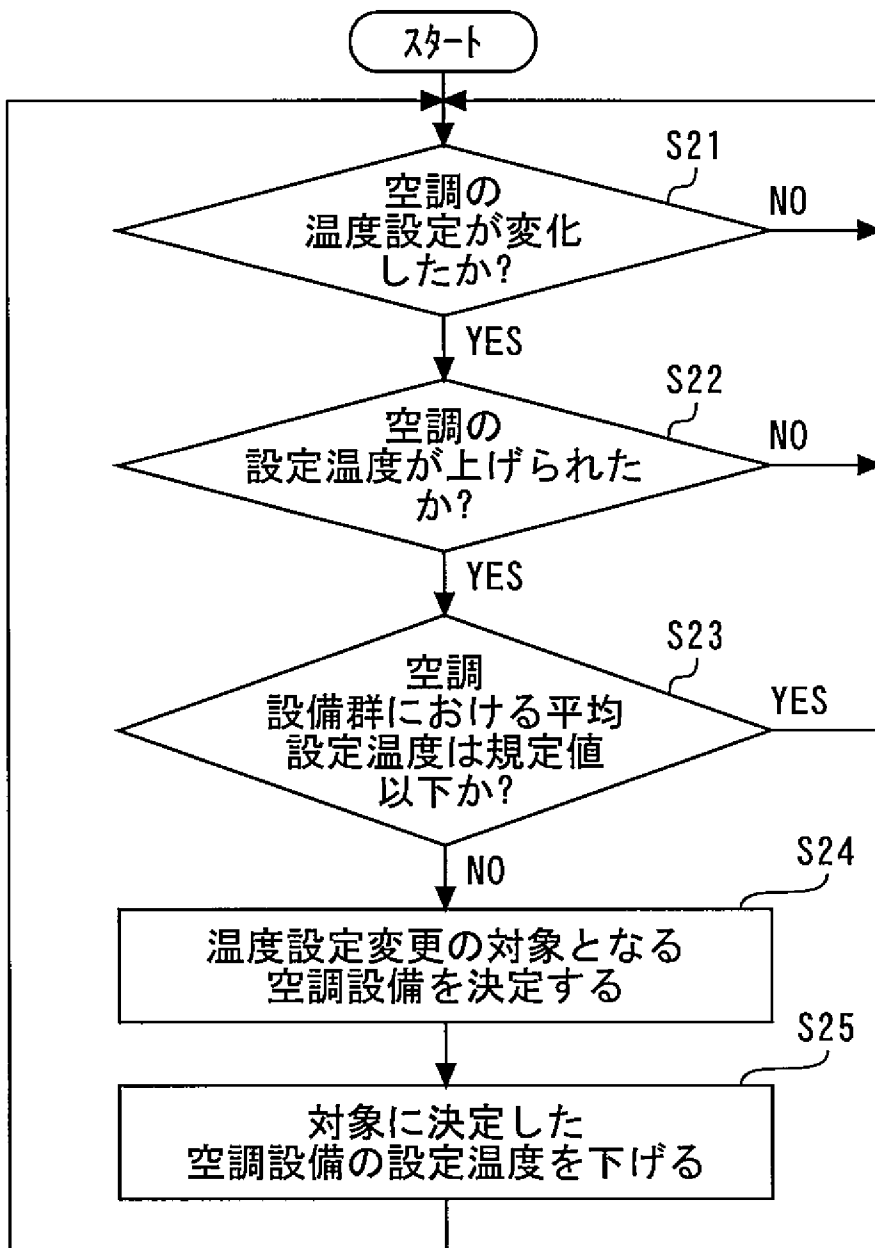 スタート
S21
空調の
温度設定が変化
したか?
NO
YES
S22
空調の
設定温度が上げられた
か?
NO
YES
S23
空調
設備群における平均
設定温度は規定値
以下か?
YES
NO
S24
温度設定変更の対象となる
空調設備を決定する
S25
対象に決定した
空調設備の設定温度を下げる